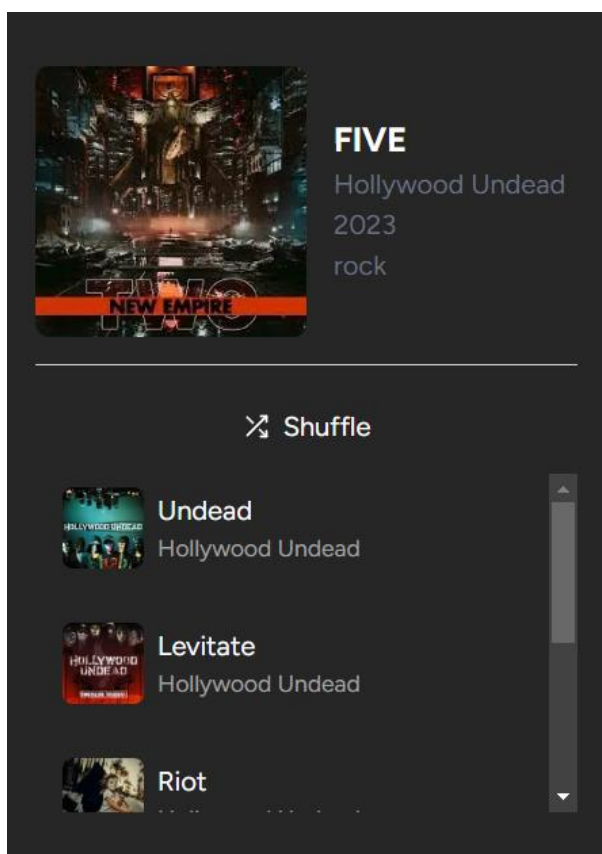 TWO
NEW EMPIRE
FIVE
Hollywood Undead
2023
rock
Shuffle
HOLLYWOOD UNDEAD
Undead
Hollywood Undead
HOLLYWOOD
UNDEAD
Levitate
Hollywood Undead
Riot